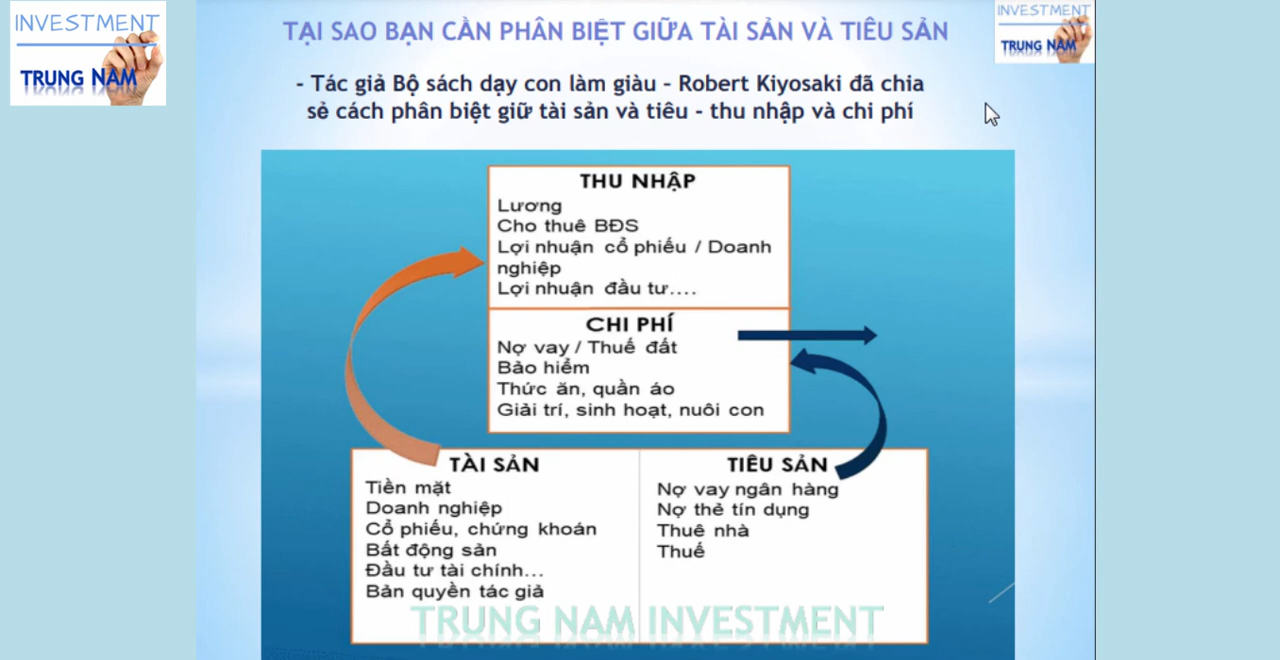 INVESTMENT
TRUNG NAM
TẠI SAO BẠN CẦN PHÂN BIỆT GIỮA TÀI SẢN VÀ TIÊU SẢN
INVESTMENT
TRUNG NAM
- Tác giả Bộ sách dạy con làm giàu – Robert Kiyosaki đã chia
sẻ cách phân biệt giữ tài sản và tiêu - thu nhập và chi phí
THU NHẬP
Lương
Cho thuê BĐS
Lợi nhuận cổ phiếu / Doanh
nghiệp
Lợi nhuận đầu tư....
CHI PHÍ
Nợ vay / Thuế đất
Bảo hiểm
Thức ăn, quần áo
Giải trí, sinh hoạt, nuôi con
TÀI SẢN
Tiền mặt
Doanh nghiệp
Cổ phiếu, chứng khoán
Bất động sản
Đầu tư tài chính...
Bản quyền tác giả
TIÊU SẢN
Nợ vay ngân hàng
Nợ thẻ tín dụng
Thuê nhà
Thuế
TRUNG NAM INVESTMENT